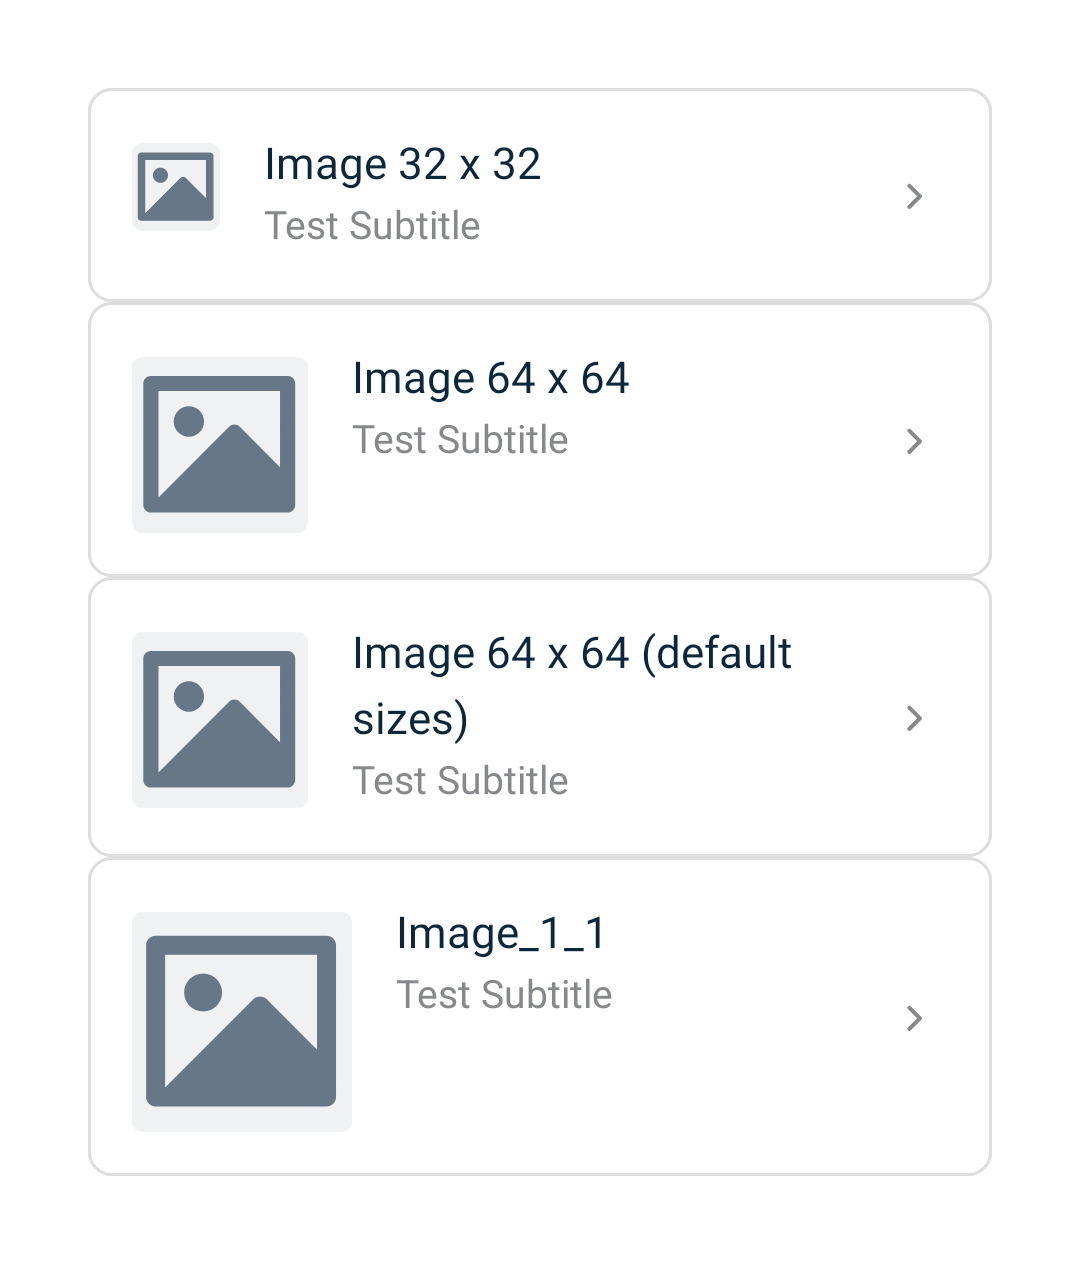 Image 32 x 32
Test Subtitle
Image 64 x 64
Test Subtitle
Image 64 x 64 (default
sizes)
Test Subtitle
Image_1_1
Test Subtitle